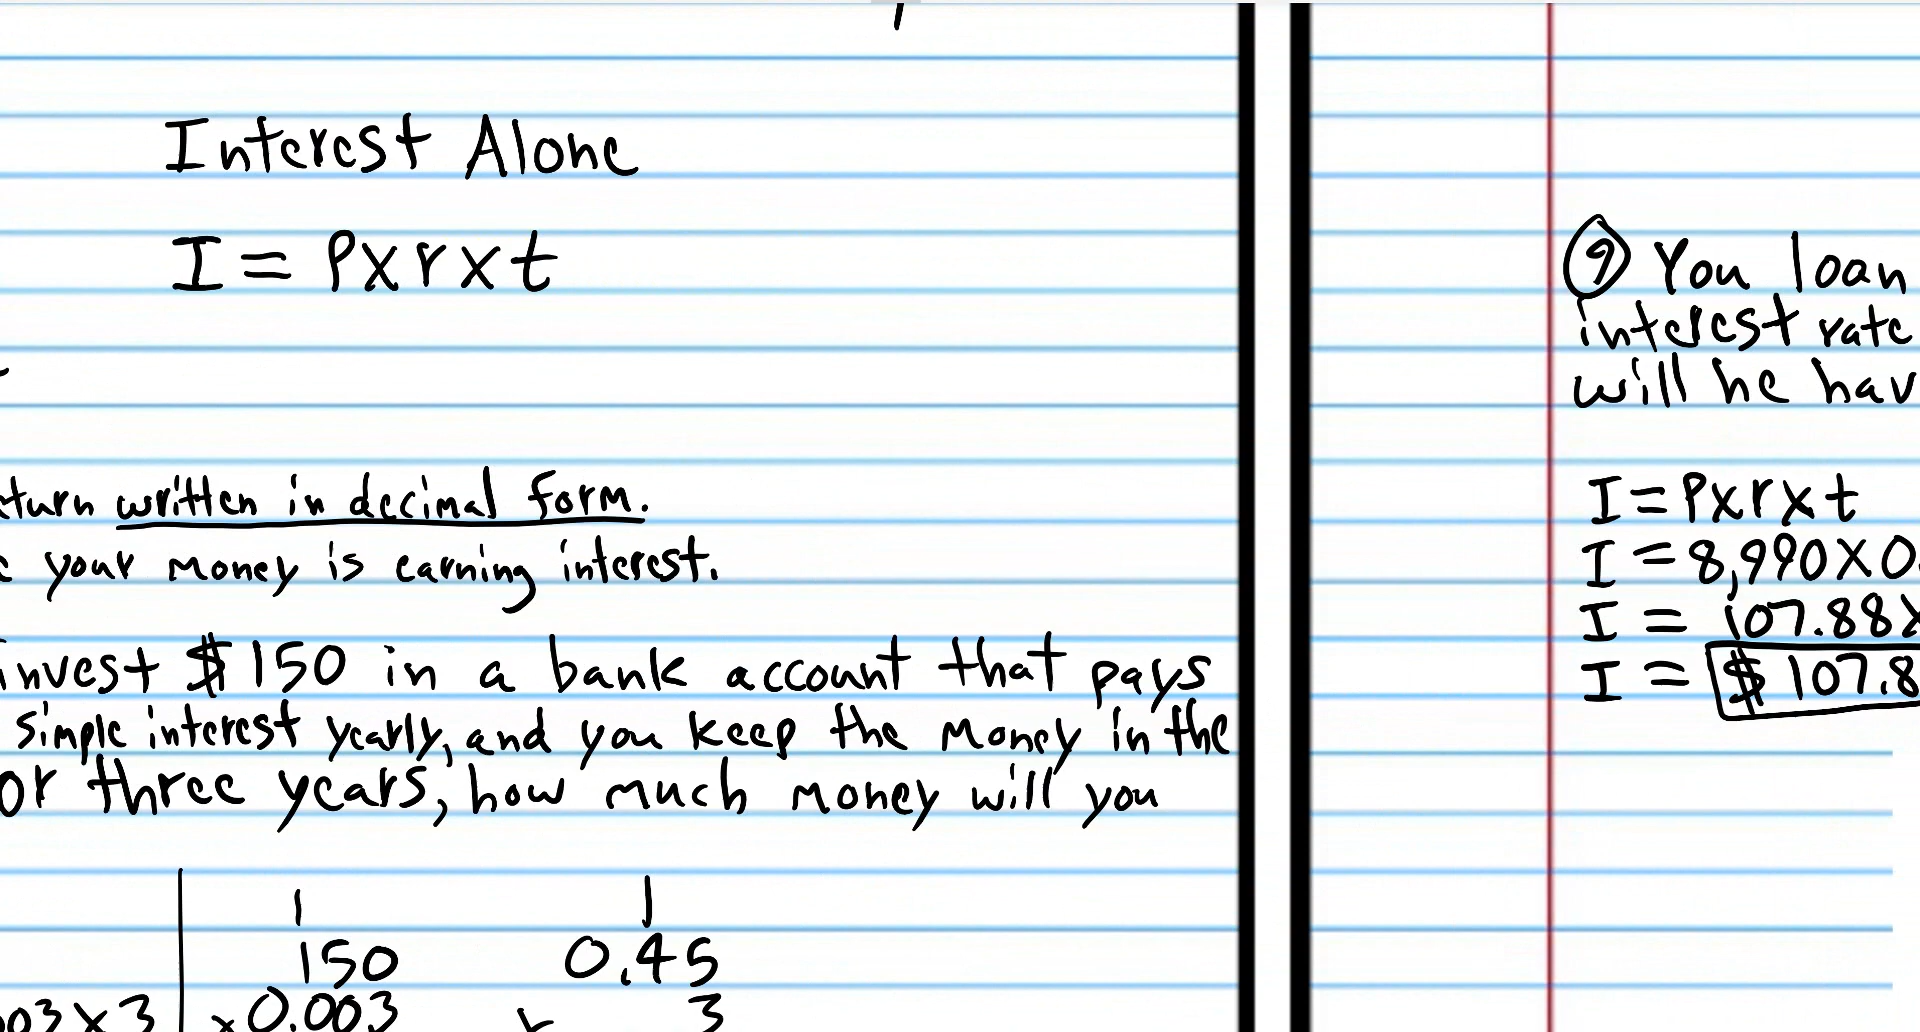 Interest Alone
I = P x r x t
turn written in decimal form.
your money is earning interest.
invest $150 in a bank account that pays
simple interest yearly, and you keep the money in the
or three years, how much money will you
1 1
150 0.45
003 x 3 x 0.003 x 3
9 You loan
interest rate
will he hav
I = P x r x t
I = 8,990 x 0.
I = 107.88 x
I = $107.8